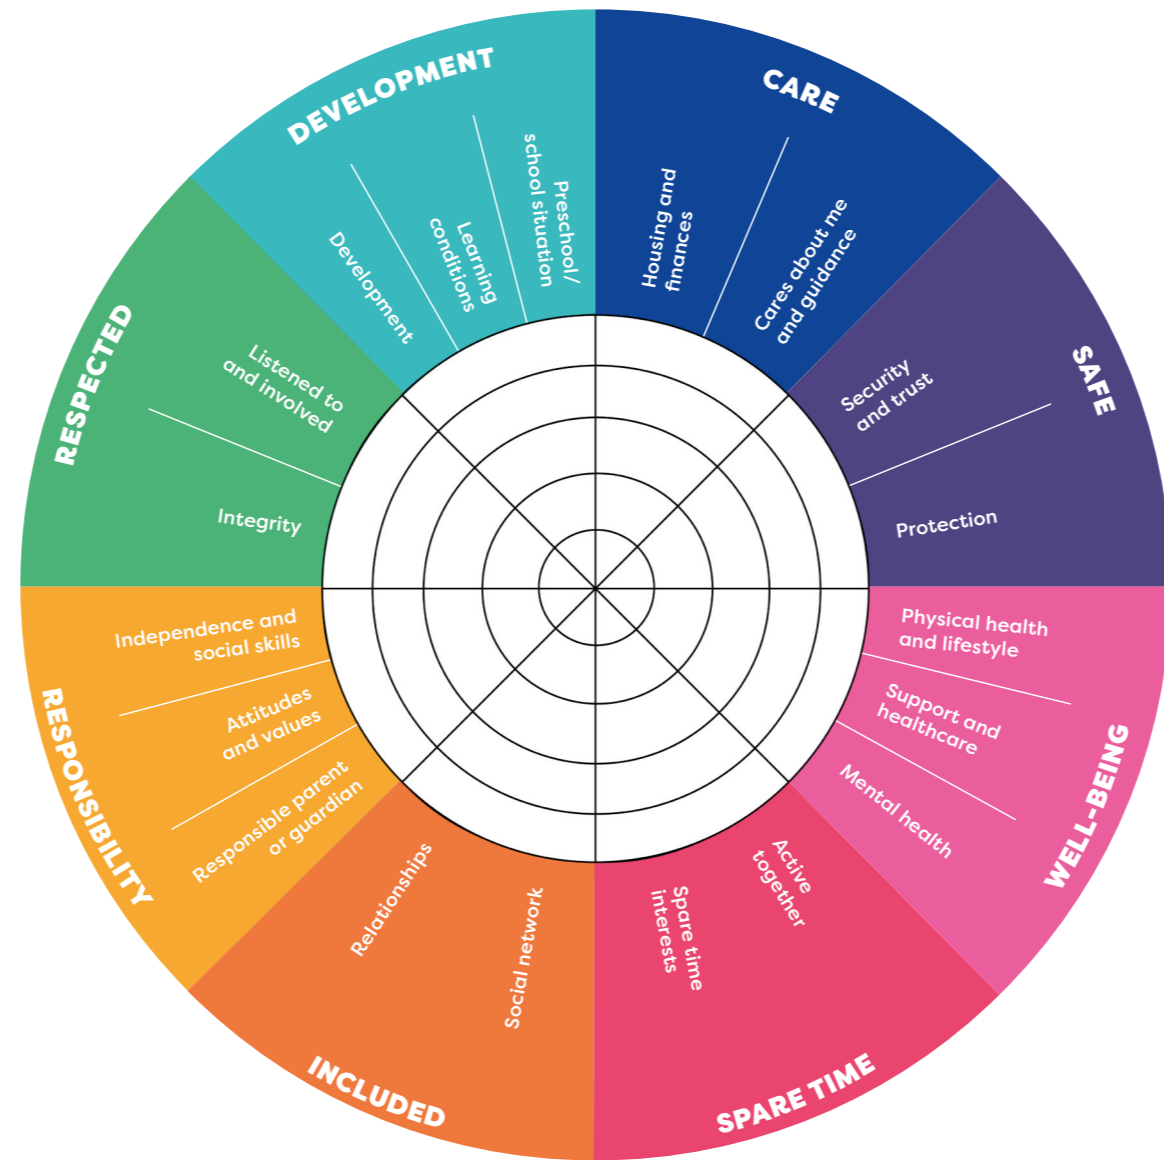 CARE
Housing and
finances
Cares about me
and guidance
SAFE
Security
and trust
Protection
WELL-BEING
Physical health
and lifestyle
Support and
healthcare
Mental health
SPARE TIME
Active
together
Spare time
interests
INCLUDED
Social network
Relationships
RESPONSIBILITY
Responsible parent
or guardian
Attitudes
and values
Independence and
social skills
RESPECTED
Integrity
Listened to
and involved
DEVELOPMENT
Development
Learning
conditions
Preschool/
school situation